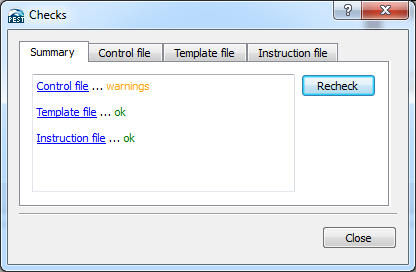 PEST Checks
Summary Control file Template file Instruction file
Control file ... warnings
Recheck
Template file ... ok
Instruction file ... ok
Close